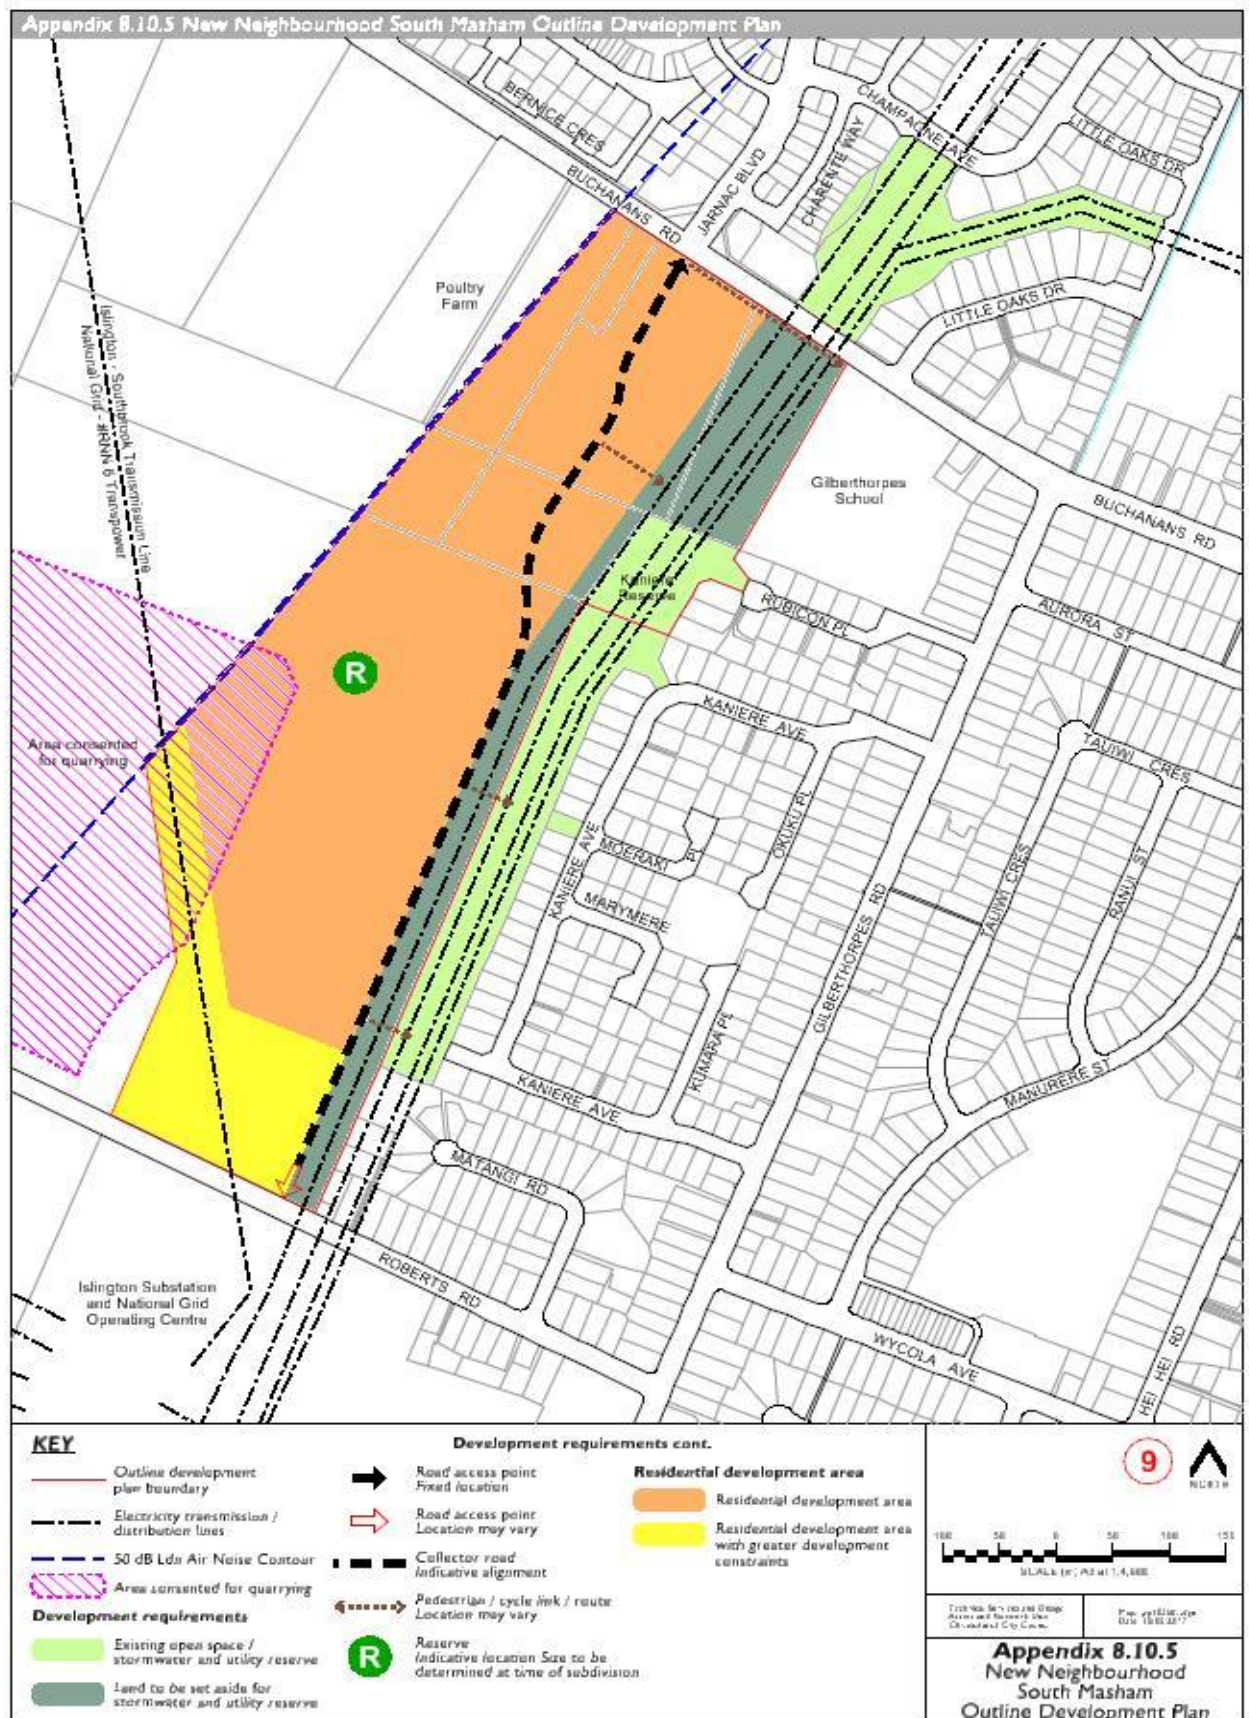 Appendix 8.10.5 New Neighbourhood South Masham Outline Development Plan
BERNICE CRES
BUCHANANS RD
JARNAC BLVD
CHARENTE WAY
CHAMPAGNE AVE
LITTLE OAKS DR
LITTLE OAKS DR
Poultry
Farm
Islington - Southbrook Transmission Line
National Grid -
Transpower
Gilberthorpes
School
BUCHANANS RD
Kaniere
Reserve
RUBICON PL
AURORA ST
R
KANIERE AVE
TAUIWI CRES
Area consented
for quarrying
OKUKU PL
MOERAKI PL
KANIERE AVE
MARYMERE
GILBERTHORPES RD
TAUIWI CRES
RANUI ST
KUMARA PL
KANIERE AVE
MANURERE ST
MATANGI RD
ROBERTS RD
Islington Substation
and National Grid
Operating Centre
WYCOLA AVE
HEI HEI RD
KEY
Outline development
plan boundary
Electricity transmission /
distribution lines
50 dB Ldn Air Noise Contour
Area consented for quarrying
Development requirements
Existing open space /
stormwater and utility reserve
Land to be set aside for
stormwater and utility reserve
Development requirements cont.
Road access point
Fixed location
Road access point
Location may vary
Collector road
Indicative alignment
Pedestrian / cycle link / route
Location may vary
R
Reserve
Indicative location Size to be
determined at time of subdivision
Residential development area
Residential development area
Residential development area
with greater development
constraints
9
NORTH
100 50 0 50 100 150
Appendix 8.10.5
New Neighbourhood
South Masham
Outline Development Plan